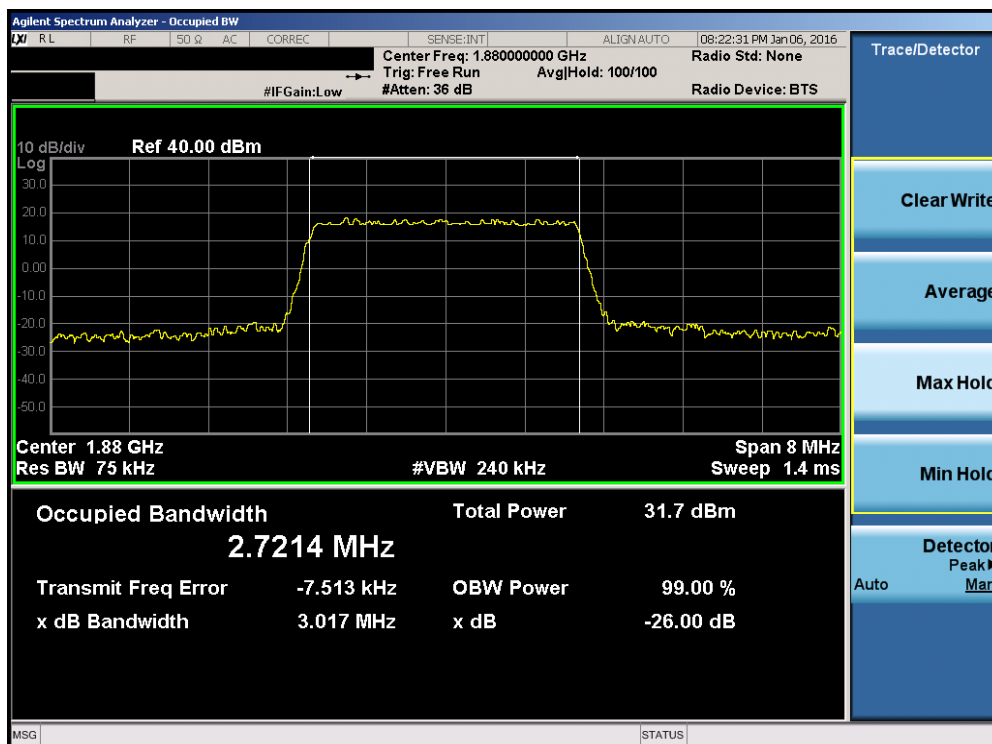 Agilent Spectrum Analyzer - Occupied BW
LXI RL RF 50 Ω AC CORREC SENSE:INT ALIGN AUTO 08:22:31 PM Jan 06, 2016
Center Freq: 1.880000000 GHz Radio Std: None
Trig: Free Run Avg|Hold: 100/100
#IFGain:Low #Atten: 36 dB Radio Device: BTS
Trace/Detector
10 dB/div Ref 40.00 dBm
Log
30.0
20.0
10.0
0.00
-10.0
-20.0
-30.0
-40.0
-50.0
Center 1.88 GHz Span 8 MHz
Res BW 75 kHz #VBW 240 kHz Sweep 1.4 ms
Occupied Bandwidth Total Power 31.7 dBm
2.7214 MHz
Transmit Freq Error -7.513 kHz OBW Power 99.00 %
x dB Bandwidth 3.017 MHz x dB -26.00 dB
Clear Write
Average
Max Hold
Min Hold
Detector
Peak
Auto Man
MSG STATUS